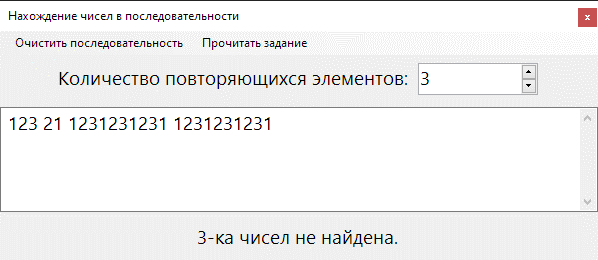 Нахождение чисел в последовательности
Очистить последовательность Прочитать задание
Количество повторяющихся элементов: 3
123 21 1231231231 1231231231
3-ка чисел не найдена.